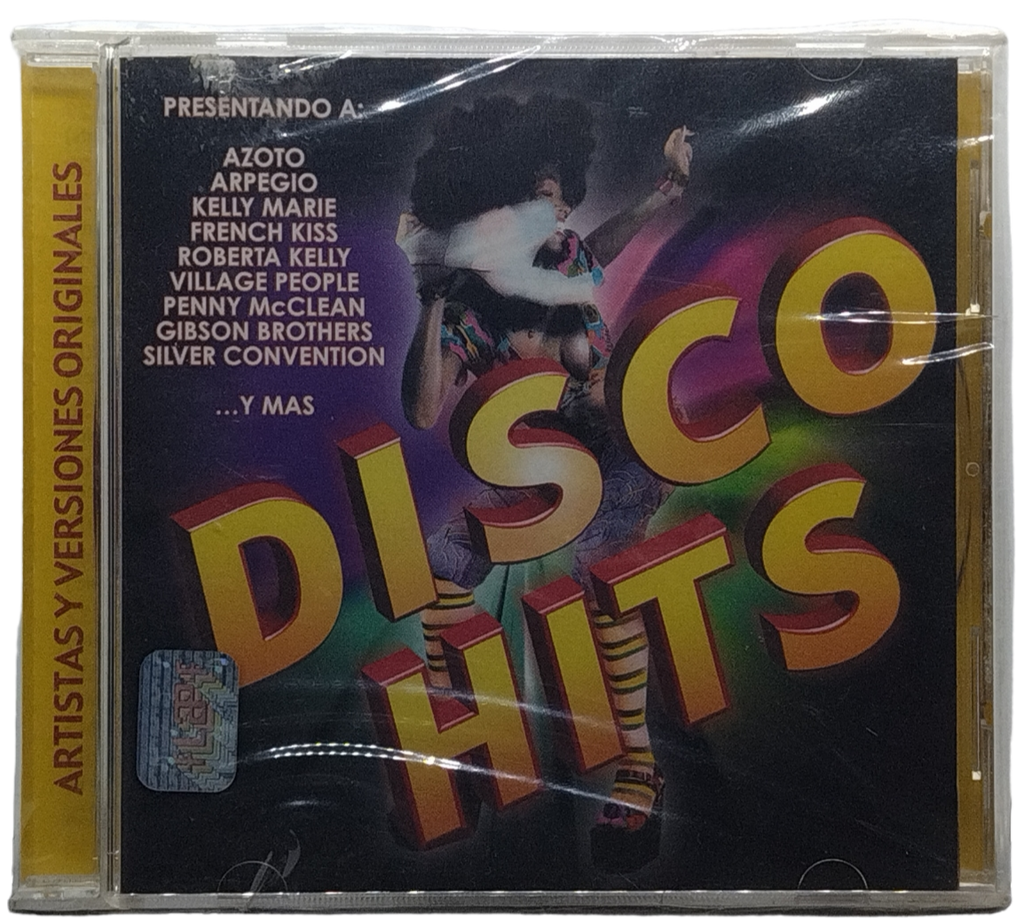 PRESENTANDO A:
AZOTO
ARPEGIO
KELLY MARIE
FRENCH KISS
ROBERTA KELLY
VILLAGE PEOPLE
PENNY McCLEAN
GIBSON BROTHERS
SILVER CONVENTION
...Y MAS
DISCO
HITS
ARTISTAS Y VERSIONES ORIGINALES